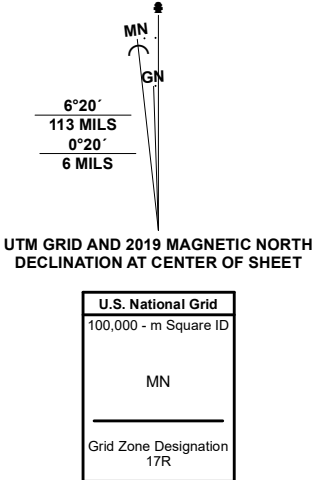 MN
GN
6°20´
113 MILS
0°20´
6 MILS
UTM GRID AND 2019 MAGNETIC NORTH
DECLINATION AT CENTER OF SHEET
U.S. National Grid
100,000 - m Square ID
MN
Grid Zone Designation
17R